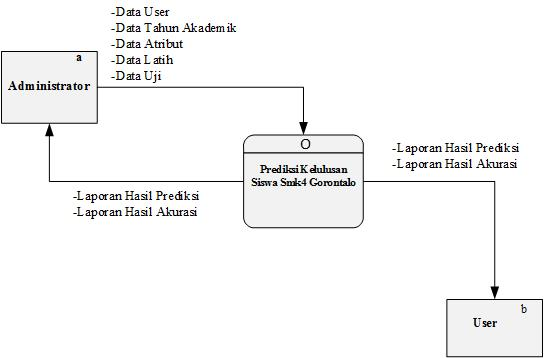 -Data User
-Data Tahun Akademik
-Data Atribut
-Data Latih
-Data Uji
a
Administrator
O
Prediksi Kelulusan
Siswa Smk4 Gorontalo
-Laporan Hasil Prediksi
-Laporan Hasil Akurasi
-Laporan Hasil Prediksi
-Laporan Hasil Akurasi
b
User